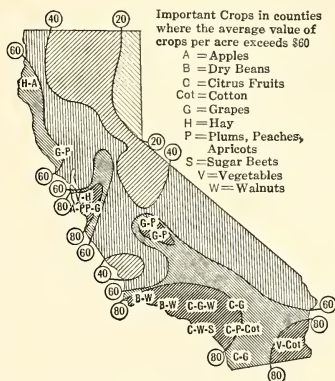 Important Crops in counties
where the average value of
crops per acre exceeds $60
A = Apples
B = Dry Beans
C = Citrus Fruits
Cot = Cotton
G = Grapes
H = Hay
P = Plums, Peaches,
Apricots
S = Sugar Beets
V = Vegetables
W = Walnuts
40
20
60
H-A
20
40
G-P
60
60
V-H
80
A-P
P-G
80
G-P
G-P
80
60
40
60
60
80
B-W
B-W
C-G-W
C-G
C-W-S
C-P-Cot
V-Cot
80
C-G
80